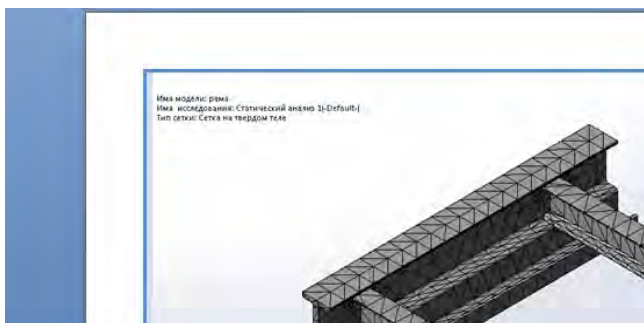 Имя модели: рама
Имя исследования: Статический анализ 1(-Default-)
Тип сетки: Сетка на твердом теле